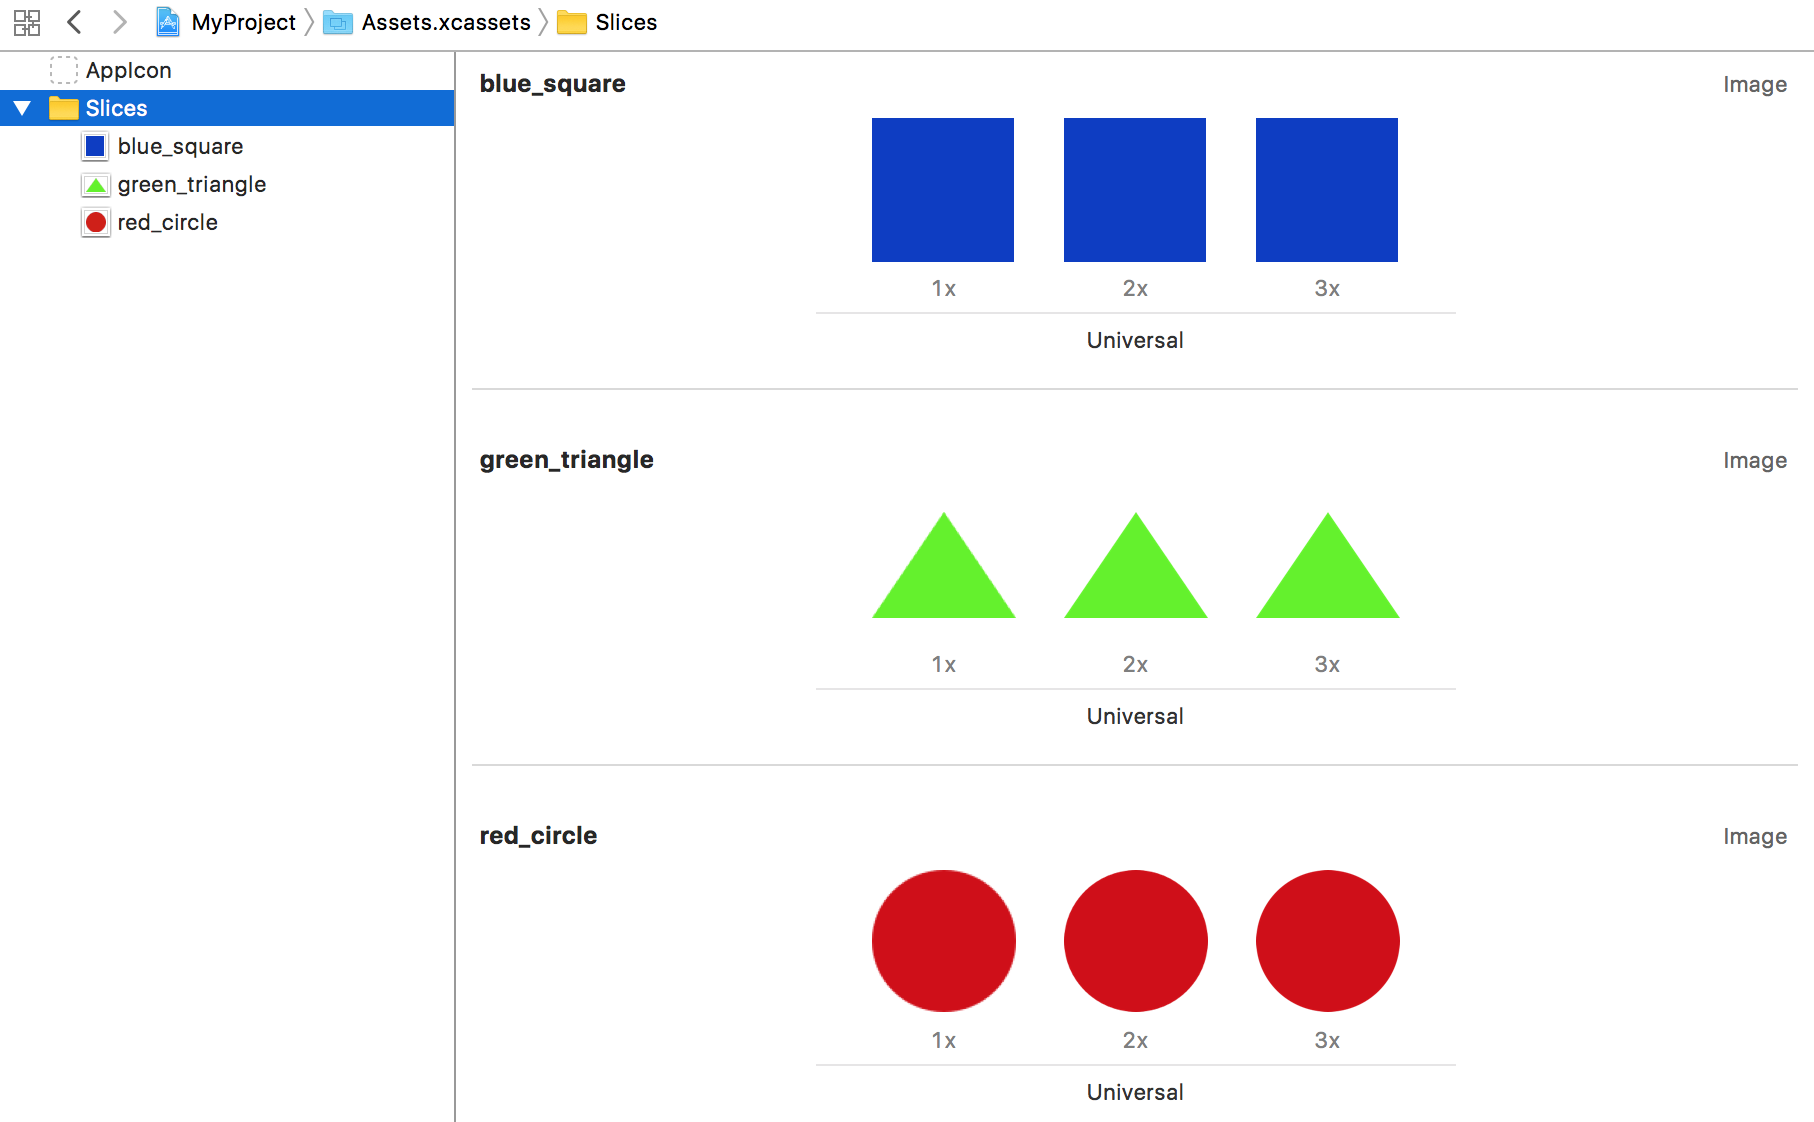 MyProject Assets.xcassets Slices
AppIcon
Slices
blue_square
green_triangle
red_circle
blue_square Image
1x 2x 3x
Universal
green_triangle Image
1x 2x 3x
Universal
red_circle Image
1x 2x 3x
Universal